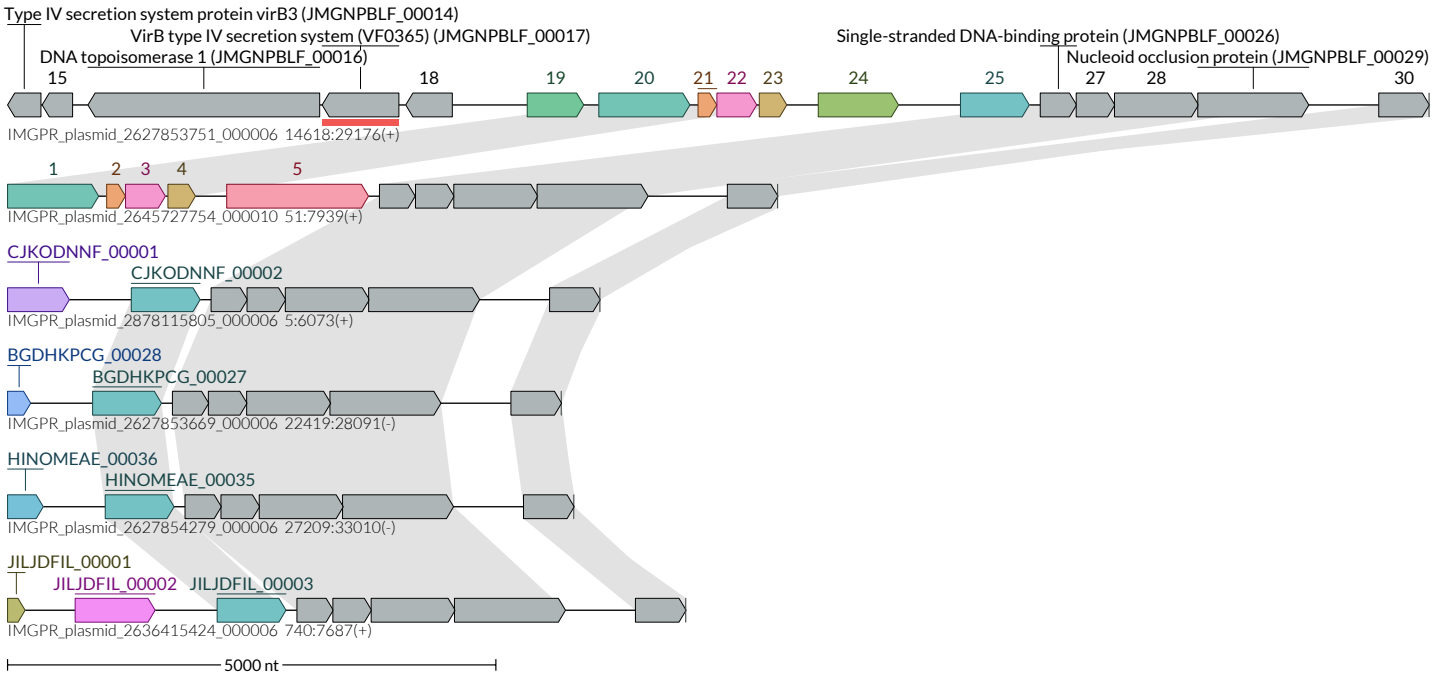 Type IV secretion system protein virB3 (JMGNPBLF_00014)
VirB type IV secretion system (VF0365) (JMGNPBLF_00017)
Single-stranded DNA-binding protein (JMGNPBLF_00026)
DNA topoisomerase 1 (JMGNPBLF_00016)
Nucleoid occlusion protein (JMGNPBLF_00029)
15 18 19 20 21 22 23 24 25 27 28 30
IMGPR_plasmid_2627853751_000006 14618:29176(+)
1 2 3 4 5
IMGPR_plasmid_2645727754_000010 51:7939(+)
CJKODNNF_00001
CJKODNNF_00002
IMGPR_plasmid_2878115805_000006 5:6073(+)
BGDHKPCG_00028
BGDHKPCG_00027
IMGPR_plasmid_2627853669_000006 22419:28091(-)
HINOMEAE_00036
HINOMEAE_00035
IMGPR_plasmid_2627854279_000006 27209:33010(-)
JILJDFIL_00001
JILJDFIL_00002 JILJDFIL_00003
IMGPR_plasmid_2636415424_000006 740:7687(+)
5000 nt